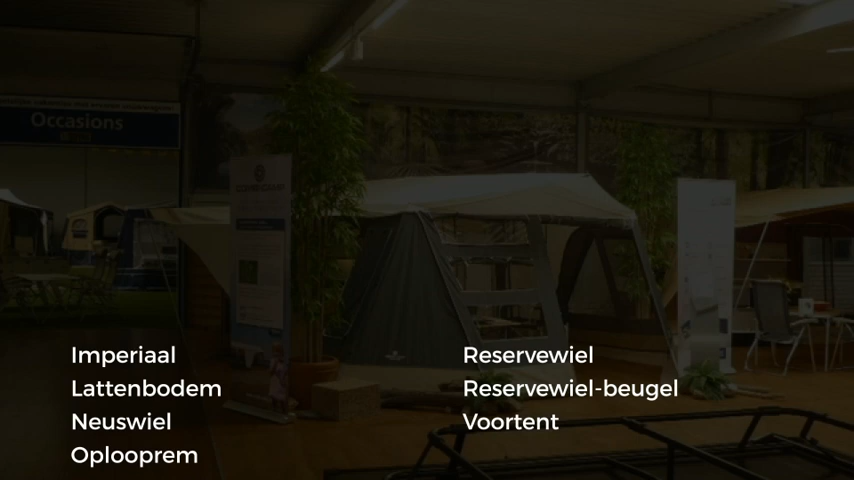 Occasions
Imperiaal
Lattenbodem
Neuswiel
Oplooprem
Reservewiel
Reservewiel-beugel
Voortent